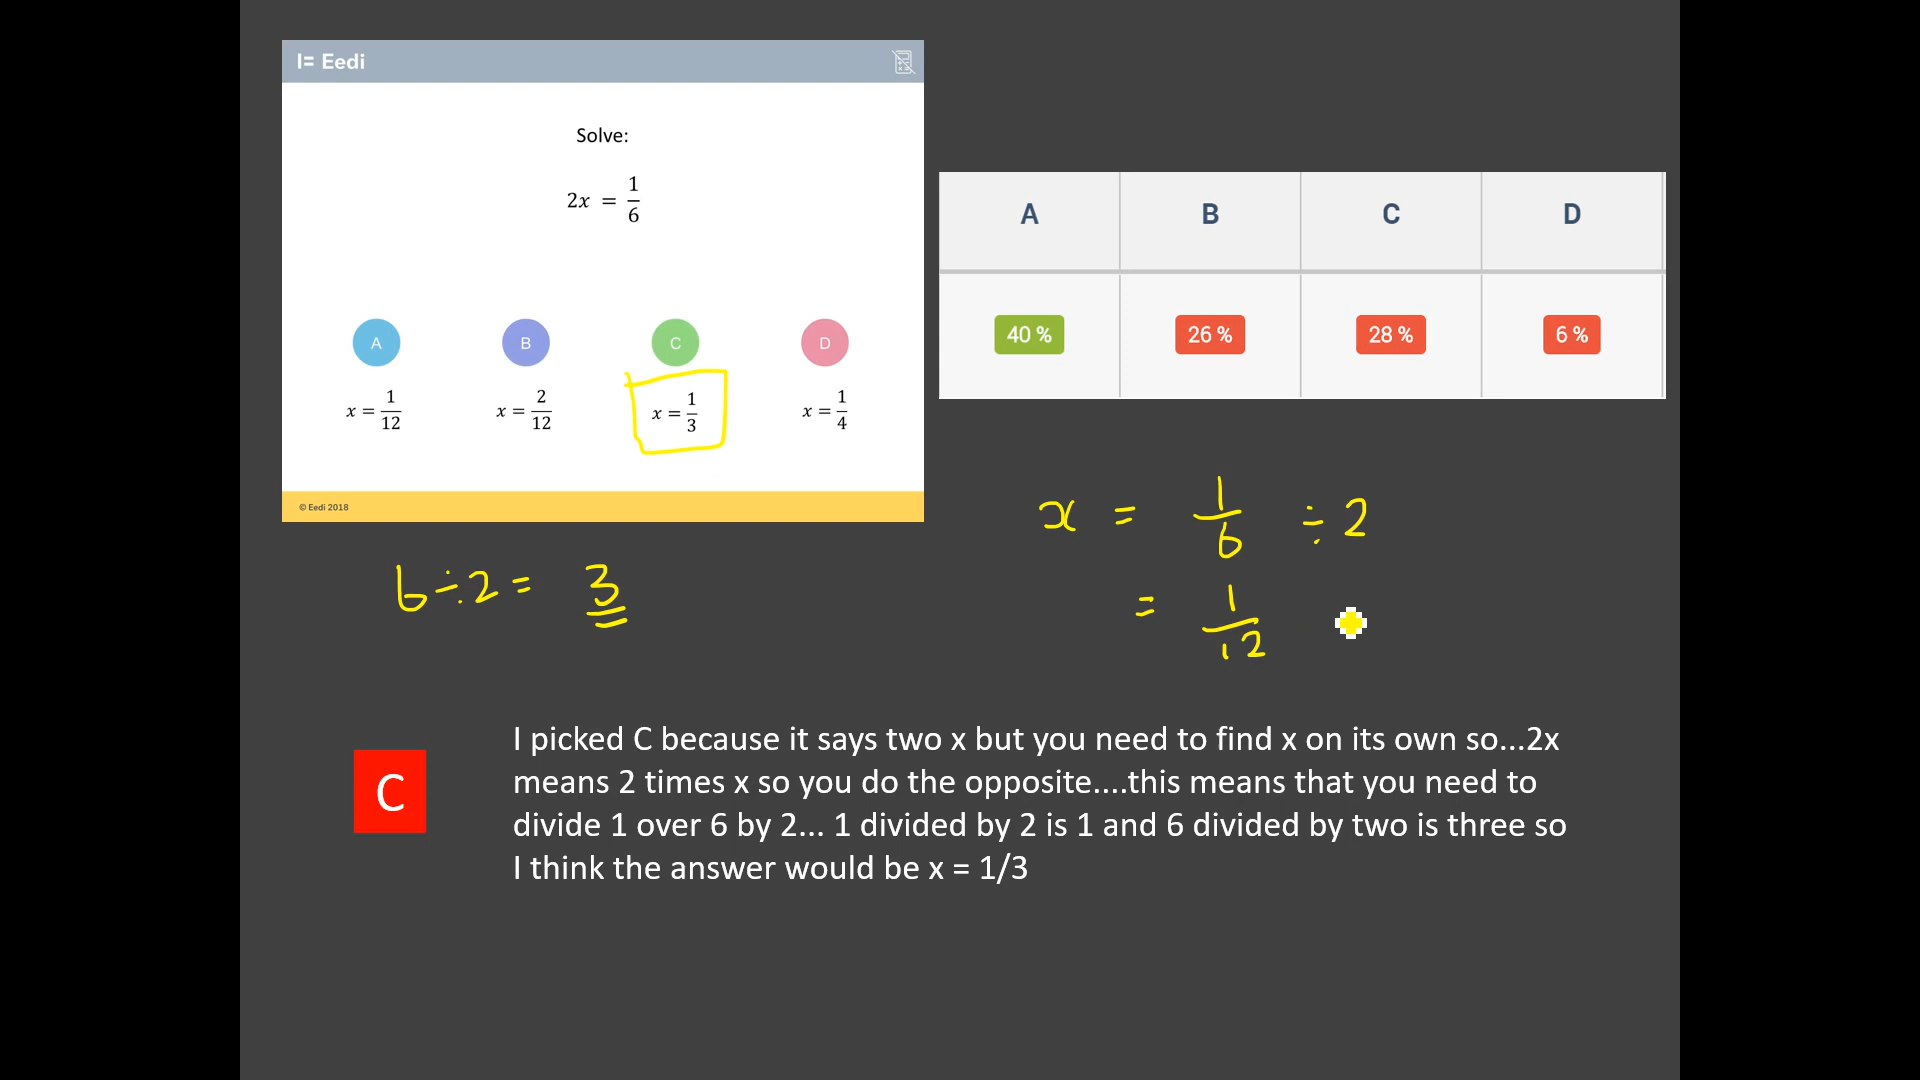 I= Eedi
Solve:
2x = 1/6
A B C D
x = 1/12 x = 2/12 x = 1/3 x = 1/4
© Eedi 2018
A B C D
40 % 26 % 28 % 6 %
x = 1/6 ÷ 2
= 1/12
6 ÷ 2 = 3
C
I picked C because it says two x but you need to find x on its own so...2x
means 2 times x so you do the opposite....this means that you need to
divide 1 over 6 by 2... 1 divided by 2 is 1 and 6 divided by two is three so
I think the answer would be x = 1/3